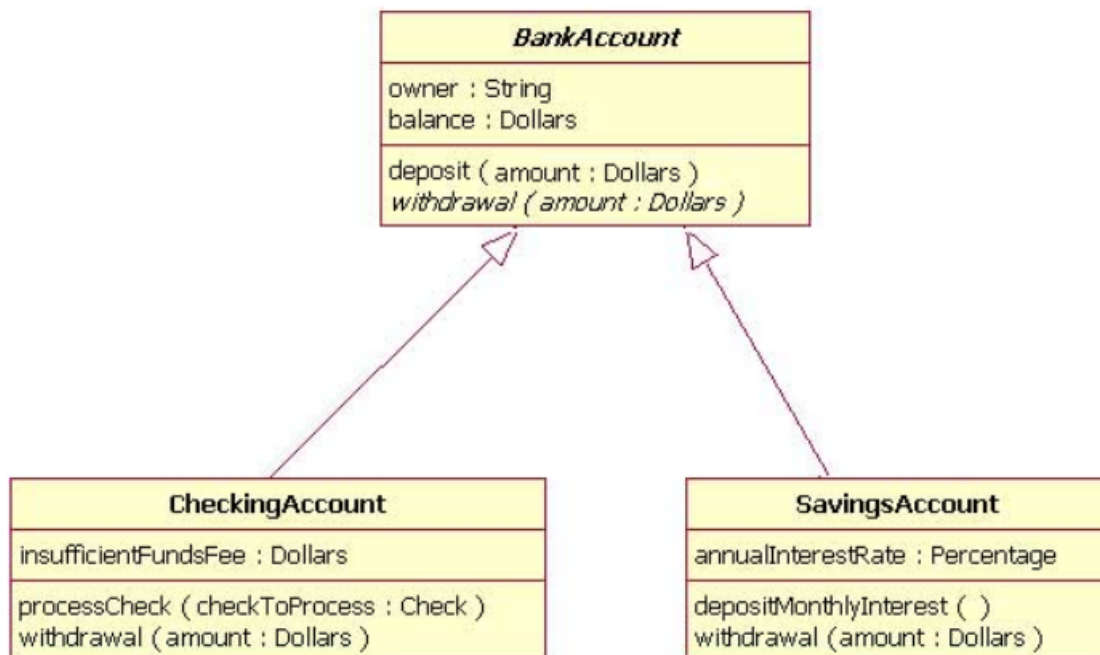 BankAccount
owner : String
balance : Dollars
deposit ( amount : Dollars )
withdrawal ( amount : Dollars )
CheckingAccount
insufficientFundsFee : Dollars
processCheck ( checkToProcess : Check )
withdrawal ( amount : Dollars )
SavingsAccount
annualInterestRate : Percentage
depositMonthlyInterest ( )
withdrawal ( amount : Dollars )